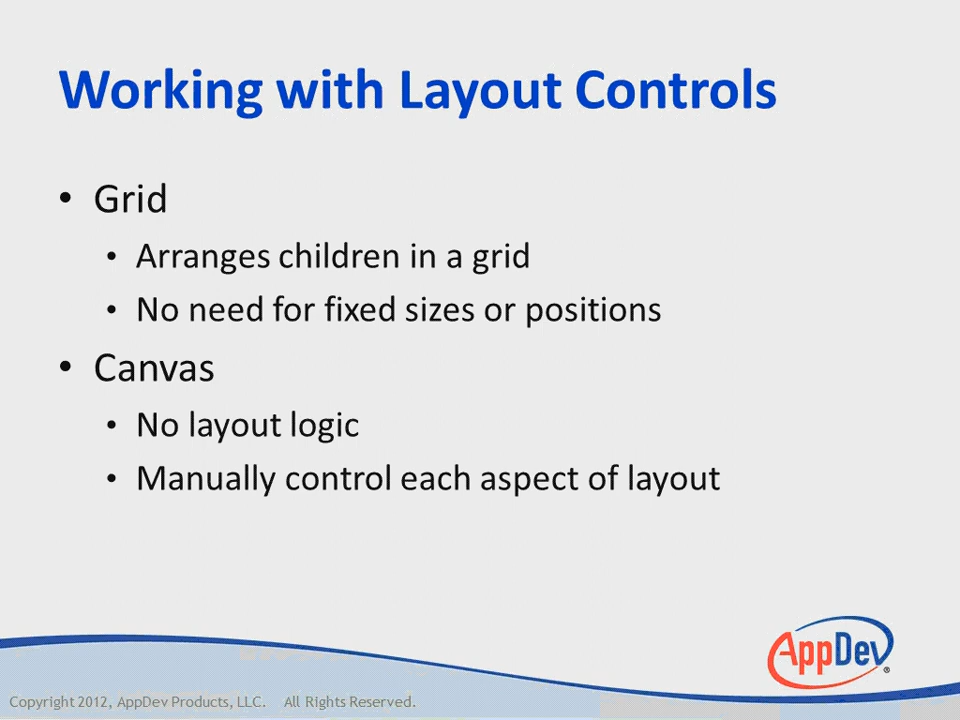 Working with Layout Controls
• Grid
• Arranges children in a grid
• No need for fixed sizes or positions
• Canvas
• No layout logic
• Manually control each aspect of layout
AppDev®
Copyright 2012, AppDev Products, LLC. All Rights Reserved.